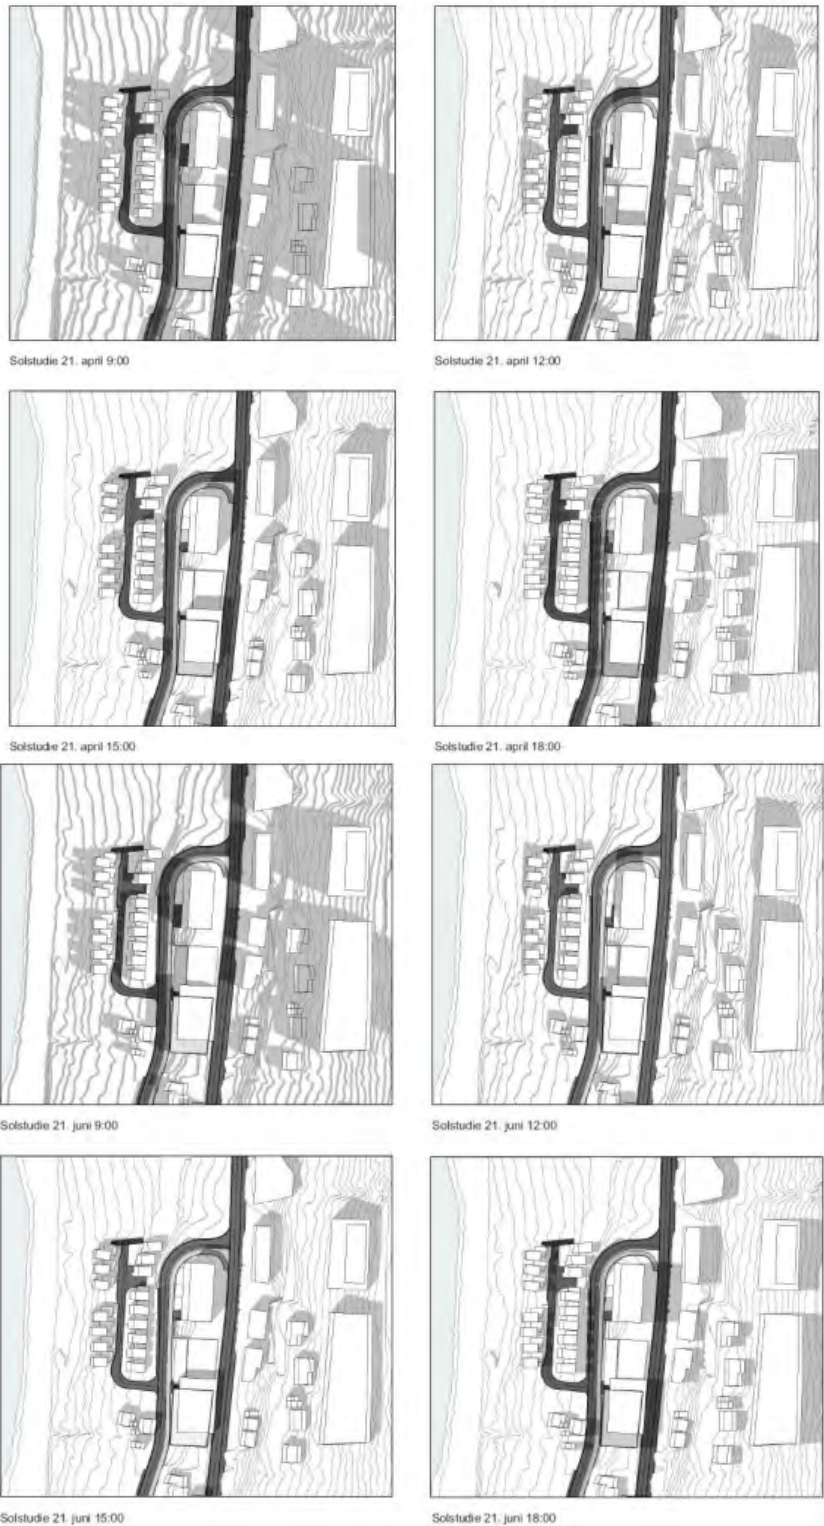 Solstudie 21. april 9:00
Solstudie 21. april 12:00
Solstudie 21. april 15:00
Solstudie 21. april 18:00
Solstudie 21. juni 9:00
Solstudie 21. juni 12:00
Solstudie 21. juni 15:00
Solstudie 21. juni 18:00